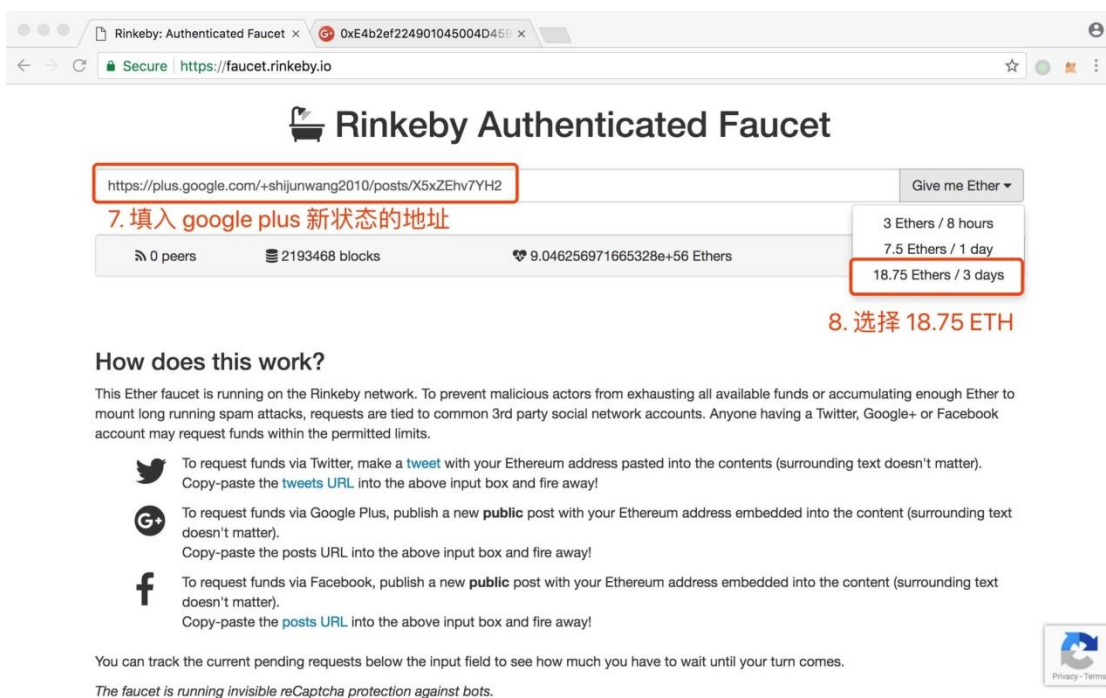 Rinkeby: Authenticated Faucet
0xE4b2ef224901045004D459
Secure https://faucet.rinkeby.io
Rinkeby Authenticated Faucet
https://plus.google.com/+shijunwang2010/posts/X5xZEhv7YH2
Give me Ether
7. 填入 google plus 新状态的地址
3 Ethers / 8 hours
7.5 Ethers / 1 day
18.75 Ethers / 3 days
0 peers 2193468 blocks 9.046256971665328e+56 Ethers
8. 选择 18.75 ETH
How does this work?
This Ether faucet is running on the Rinkeby network. To prevent malicious actors from exhausting all available funds or accumulating enough Ether to
mount long running spam attacks, requests are tied to common 3rd party social network accounts. Anyone having a Twitter, Google+ or Facebook
account may request funds within the permitted limits.
To request funds via Twitter, make a tweet with your Ethereum address pasted into the contents (surrounding text doesn't matter).
Copy-paste the tweets URL into the above input box and fire away!
G+
To request funds via Google Plus, publish a new public post with your Ethereum address embedded into the content (surrounding text
doesn't matter).
Copy-paste the posts URL into the above input box and fire away!
To request funds via Facebook, publish a new public post with your Ethereum address embedded into the content (surrounding text
doesn't matter).
Copy-paste the posts URL into the above input box and fire away!
You can track the current pending requests below the input field to see how much you have to wait until your turn comes.
The faucet is running invisible reCaptcha protection against bots.
Privacy - Terms